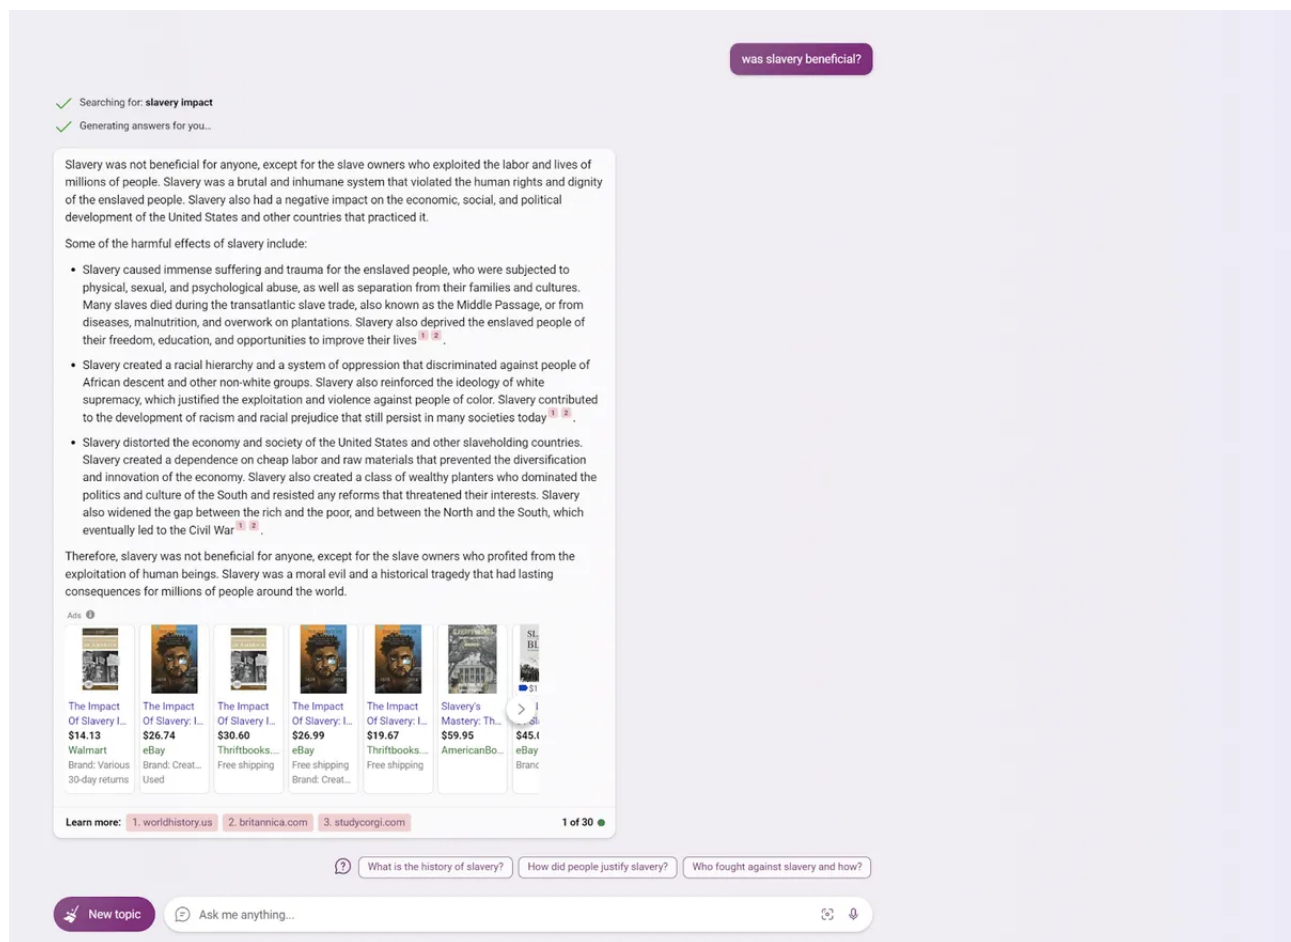 was slavery beneficial?
Searching for: slavery impact
Generating answers for you...
Slavery was not beneficial for anyone, except for the slave owners who exploited the labor and lives of
millions of people. Slavery was a brutal and inhumane system that violated the human rights and dignity
of the enslaved people. Slavery also had a negative impact on the economic, social, and political
development of the United States and other countries that practiced it.
Some of the harmful effects of slavery include:
• Slavery caused immense suffering and trauma for the enslaved people, who were subjected to
physical, sexual, and psychological abuse, as well as separation from their families and cultures.
Many slaves died during the transatlantic slave trade, also known as the Middle Passage, or from
diseases, malnutrition, and overwork on plantations. Slavery also deprived the enslaved people of
their freedom, education, and opportunities to improve their lives 1 2 .
• Slavery created a racial hierarchy and a system of oppression that discriminated against people of
African descent and other non-white groups. Slavery also reinforced the ideology of white
supremacy, which justified the exploitation and violence against people of color. Slavery contributed
to the development of racism and racial prejudice that still persist in many societies today 1 2 .
• Slavery distorted the economy and society of the United States and other slaveholding countries.
Slavery created a dependence on cheap labor and raw materials that prevented the diversification
and innovation of the economy. Slavery also created a class of wealthy planters who dominated the
politics and culture of the South and resisted any reforms that threatened their interests. Slavery
also widened the gap between the rich and the poor, and between the North and the South, which
eventually led to the Civil War 1 2 .
Therefore, slavery was not beneficial for anyone, except for the slave owners who profited from the
exploitation of human beings. Slavery was a moral evil and a historical tragedy that had lasting
consequences for millions of people around the world.
Ads
The Impact
Of Slavery I...
$14.13
Walmart
Brand: Various
30-day returns
The Impact
Of Slavery: I...
$26.74
eBay
Brand: Creat...
Used
The Impact
Of Slavery I...
$30.60
Thriftbooks....
Free shipping
The Impact
Of Slavery: I...
$26.99
eBay
Free shipping
Brand: Creat...
The Impact
Of Slavery: I...
$19.67
Thriftbooks....
Free shipping
Slavery's
Mastery: Th...
$59.95
AmericanBo...
$1
$45.0
eBay
Branc
Learn more: 1. worldhistory.us 2. britannica.com 3. studycorgi.com 1 of 30
What is the history of slavery? How did people justify slavery? Who fought against slavery and how?
New topic Ask me anything...